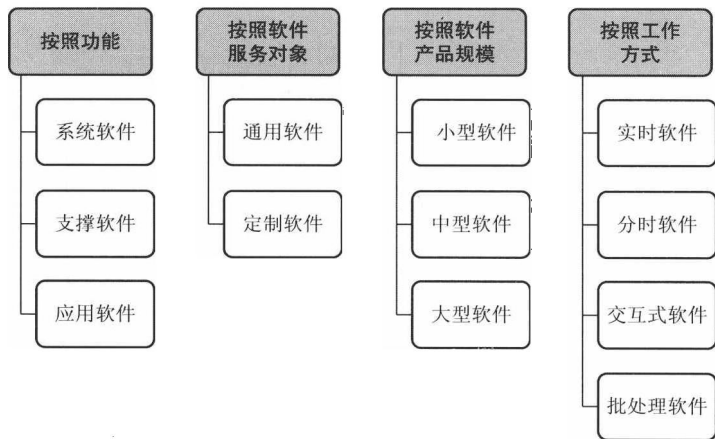 按照功能
系统软件
支撑软件
应用软件
按照软件
服务对象
通用软件
定制软件
按照软件
产品规模
小型软件
中型软件
大型软件
按照工作
方式
实时软件
分时软件
交互式软件
批处理软件